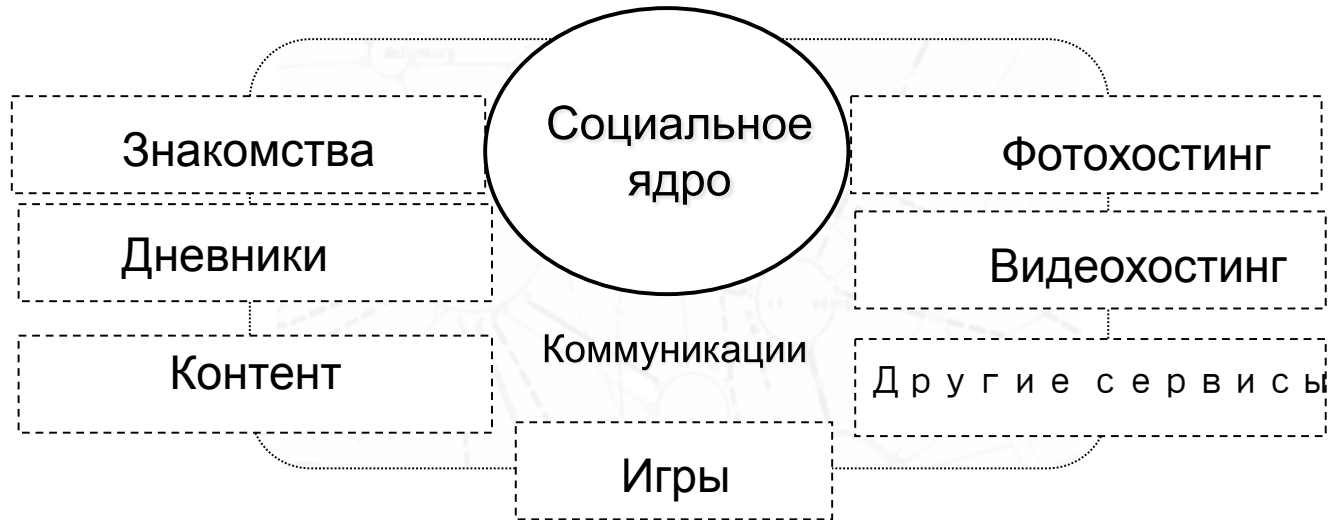 Социальное
ядро
Знакомства
Фотохостинг
Дневники
Видеохостинг
Коммуникации
Контент
Другие сервисы
Игры